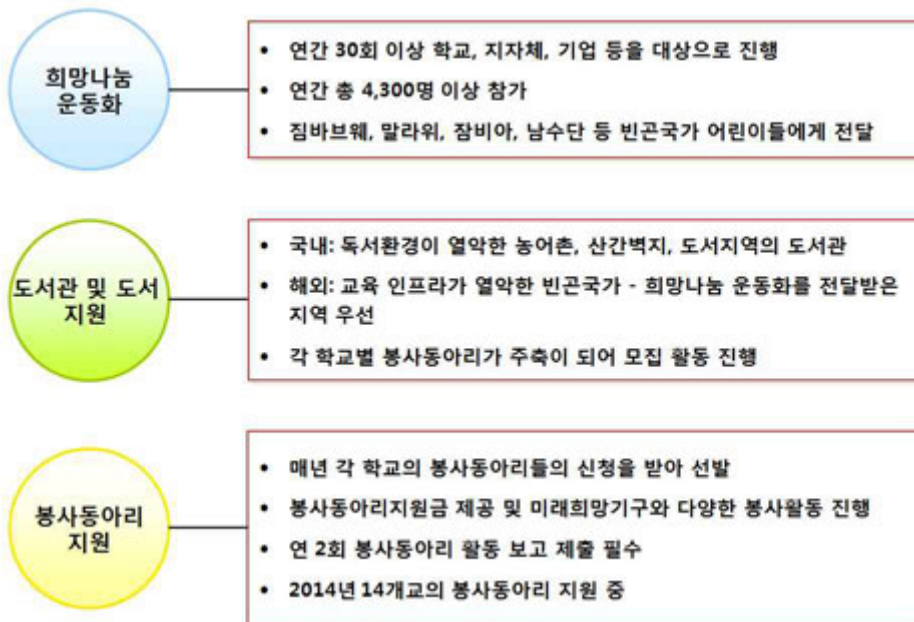 희망나눔
운동화
• 연간 30회 이상 학교, 지자체, 기업 등을 대상으로 진행
• 연간 총 4,300명 이상 참가
• 짐바브웨, 말라위, 잠비아, 남수단 등 빈곤국가 어린이들에게 전달
도서관 및 도서
지원
• 국내: 독서환경이 열악한 농어촌, 산간벽지, 도서지역의 도서관
• 해외: 교육 인프라가 열악한 빈곤국가 - 희망나눔 운동화를 전달받은
지역 우선
• 각 학교별 봉사동아리가 주축이 되어 모집 활동 진행
봉사동아리
지원
• 매년 각 학교의 봉사동아리들의 신청을 받아 선발
• 봉사동아리지원금 제공 및 미래희망기구와 다양한 봉사활동 진행
• 연 2회 봉사동아리 활동 보고 제출 필수
• 2014년 14개교의 봉사동아리 지원 중